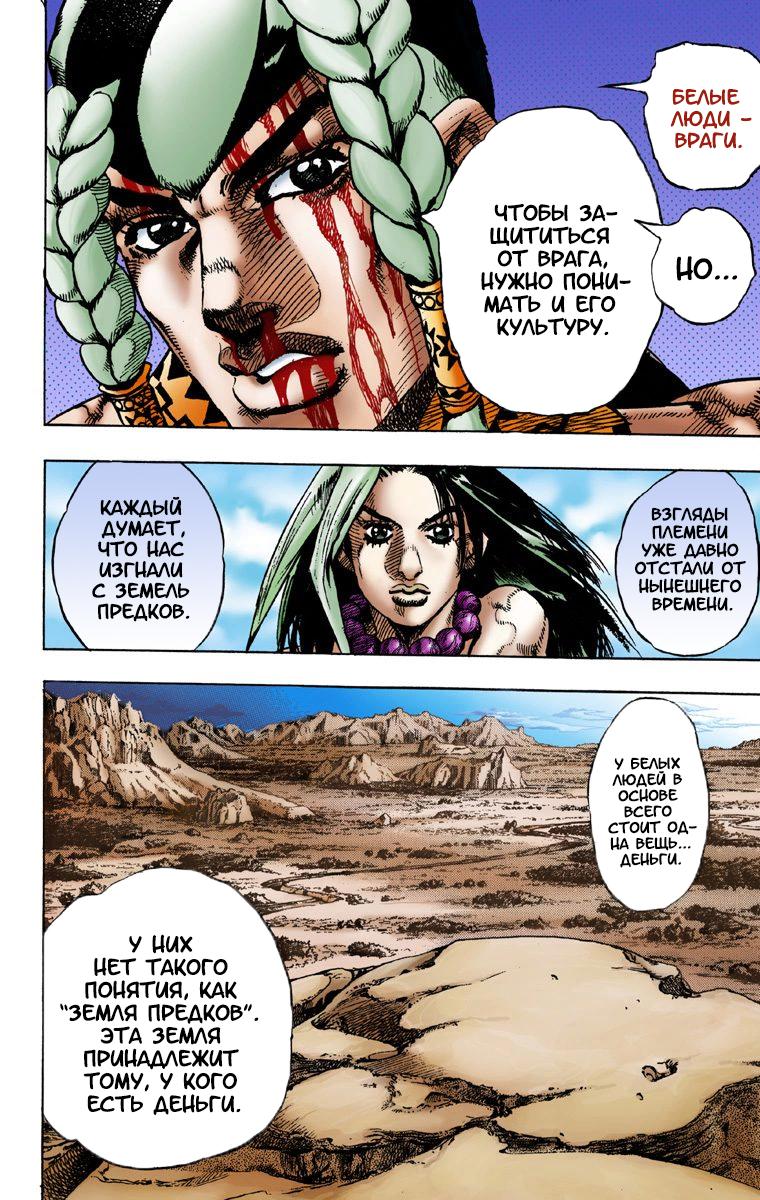 БЕЛЫЕ
ЛЮДИ -
ВРАГИ.
НО...
ЧТОБЫ ЗА-
ЩИТИТЬСЯ
ОТ ВРАГА,
НУЖНО ПОНИ-
МАТЬ И ЕГО
КУЛЬТУРУ.
ВЗГЛЯДЫ
ПЛЕМЕНИ
УЖЕ ДАВНО
ОТСТАЛИ ОТ
НЫНЕШНЕГО
ВРЕМЕНИ.
КАЖДЫЙ
ДУМАЕТ,
ЧТО НАС
ИЗГНАЛИ
С ЗЕМЕЛЬ
ПРЕДКОВ.
У БЕЛЫХ
ЛЮДЕЙ В
ОСНОВЕ
ВСЕГО
СТОИТ ОД-
НА ВЕЩЬ...
ДЕНЬГИ.
У НИХ
НЕТ ТАКОГО
ПОНЯТИЯ, КАК
"ЗЕМЛЯ ПРЕДКОВ".
ЭТА ЗЕМЛЯ
ПРИНАДЛЕЖИТ
ТОМУ, У КОГО
ЕСТЬ ДЕНЬГИ.